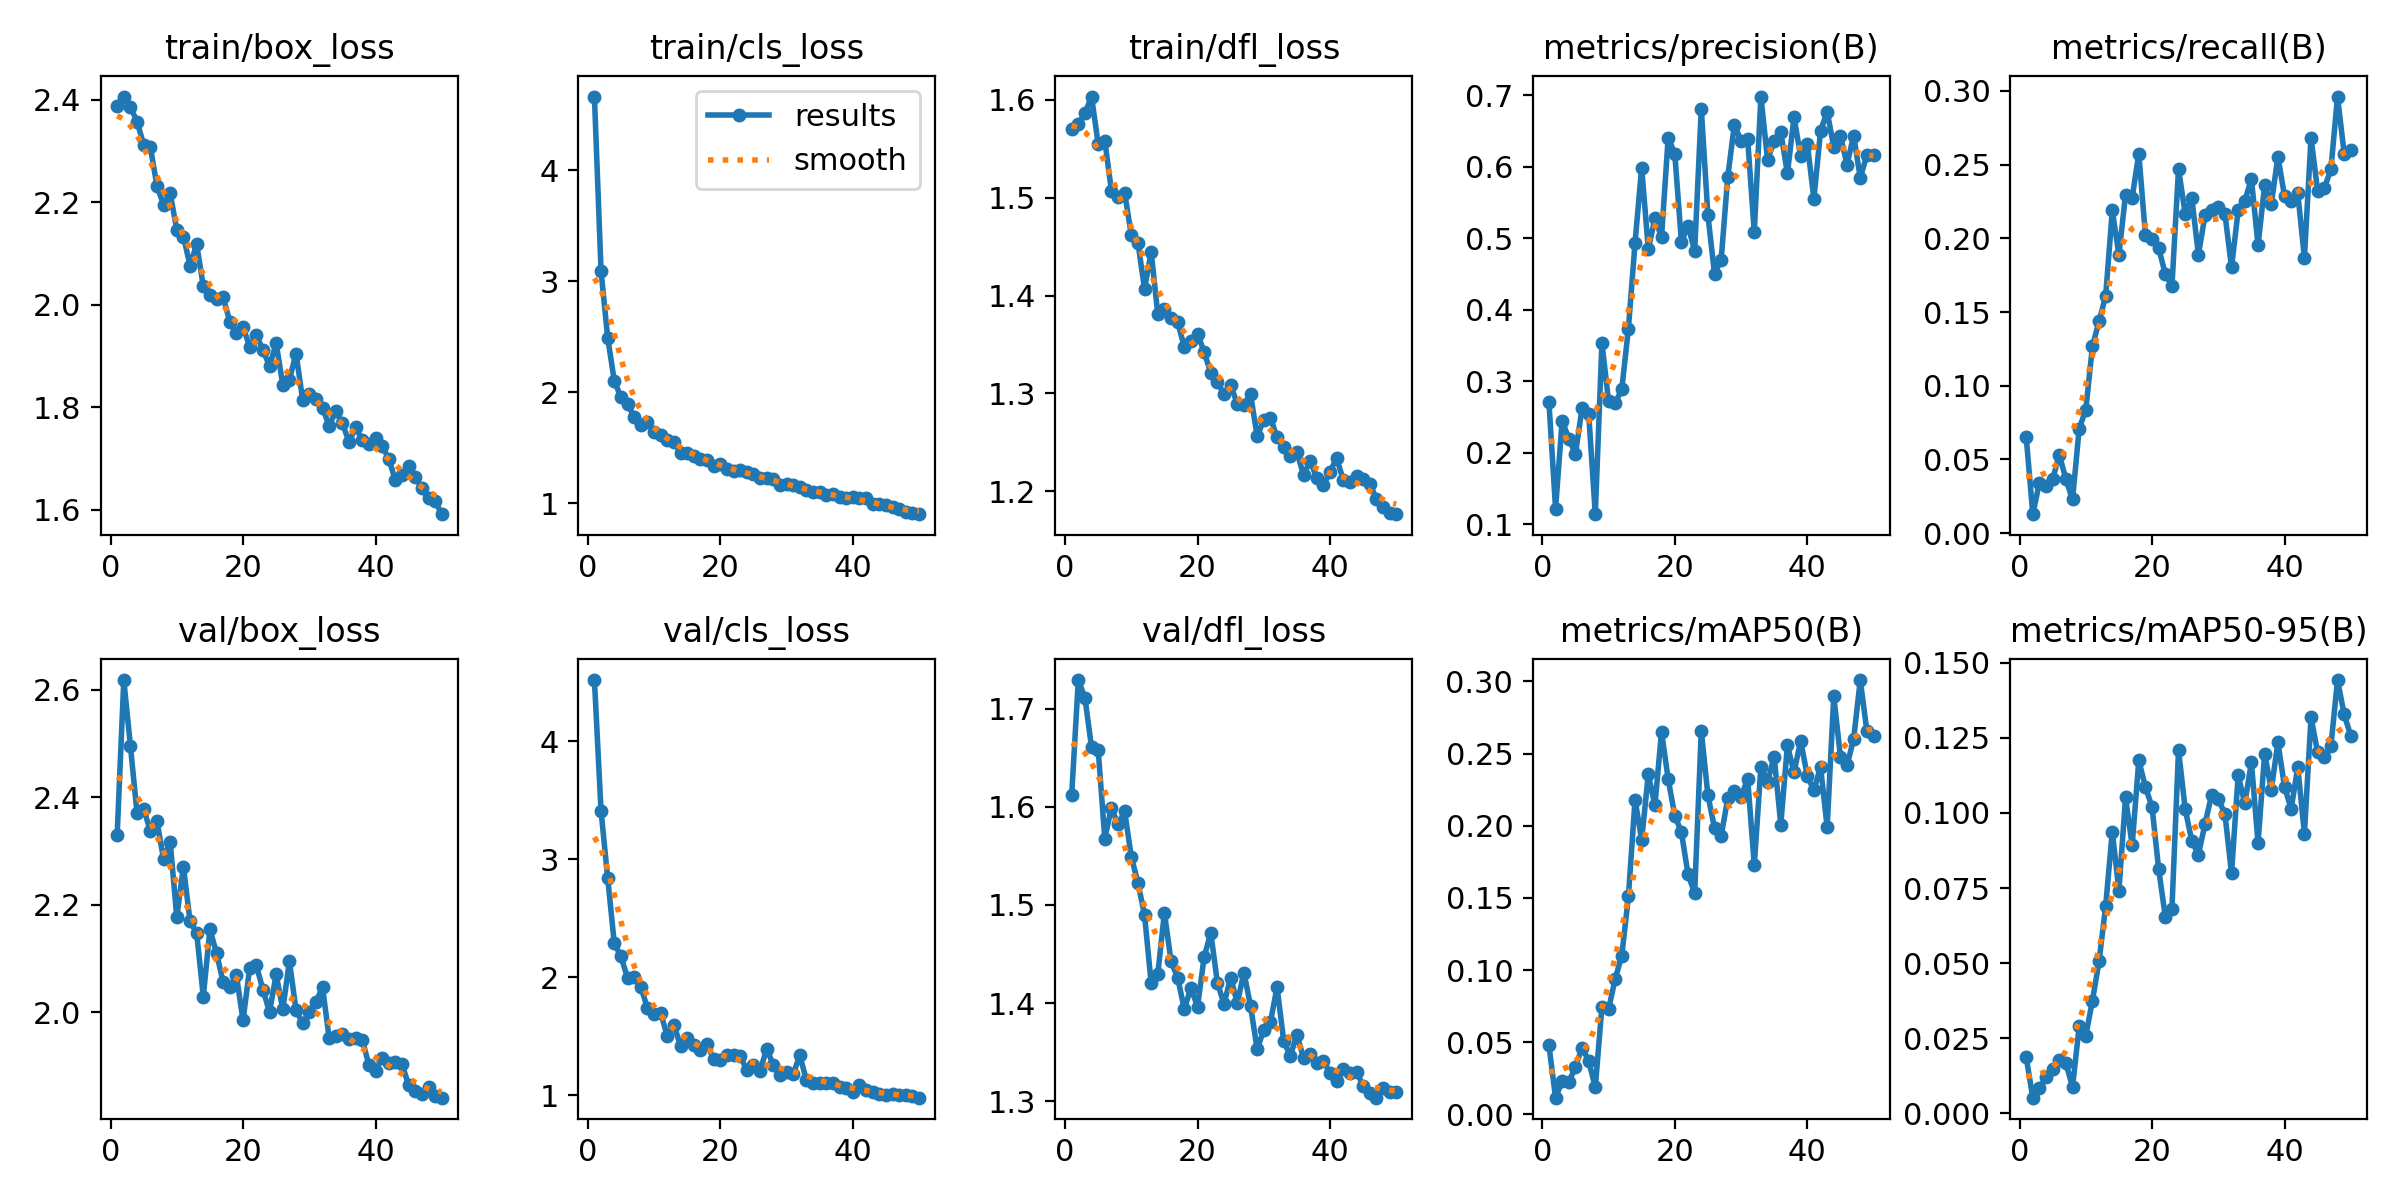 train/box_loss
2.4
2.2
2.0
1.8
1.6
0 20 40
train/cls_loss
results
smooth
4
3
2
1
0 20 40
train/dfl_loss
1.6
1.5
1.4
1.3
1.2
0 20 40
metrics/precision(B)
0.7
0.6
0.5
0.4
0.3
0.2
0.1
0 20 40
metrics/recall(B)
0.30
0.25
0.20
0.15
0.10
0.05
0.00
0 20 40
val/box_loss
2.6
2.4
2.2
2.0
0 20 40
val/cls_loss
4
3
2
1
0 20 40
val/dfl_loss
1.7
1.6
1.5
1.4
1.3
0 20 40
metrics/mAP50(B)
0.30
0.25
0.20
0.15
0.10
0.05
0.00
0 20 40
metrics/mAP50-95(B)
0.150
0.125
0.100
0.075
0.050
0.025
0.000
0 20 40